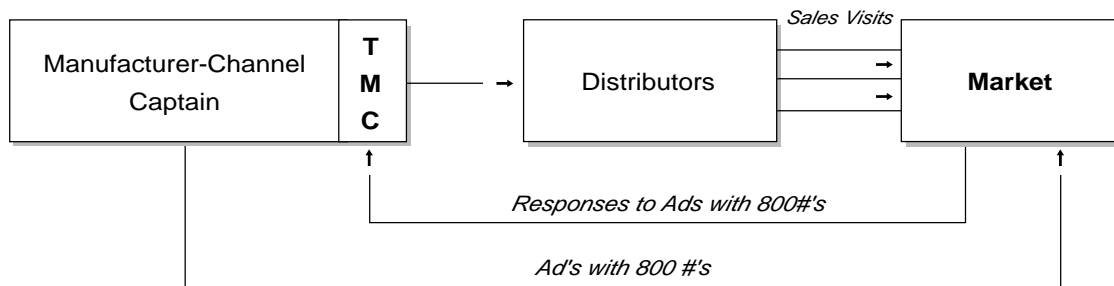 Sales Visits
Manufacturer-Channel
Captain
T
M
C
Distributors
Market
Responses to Ads with 800#'s
Ad's with 800 #'s